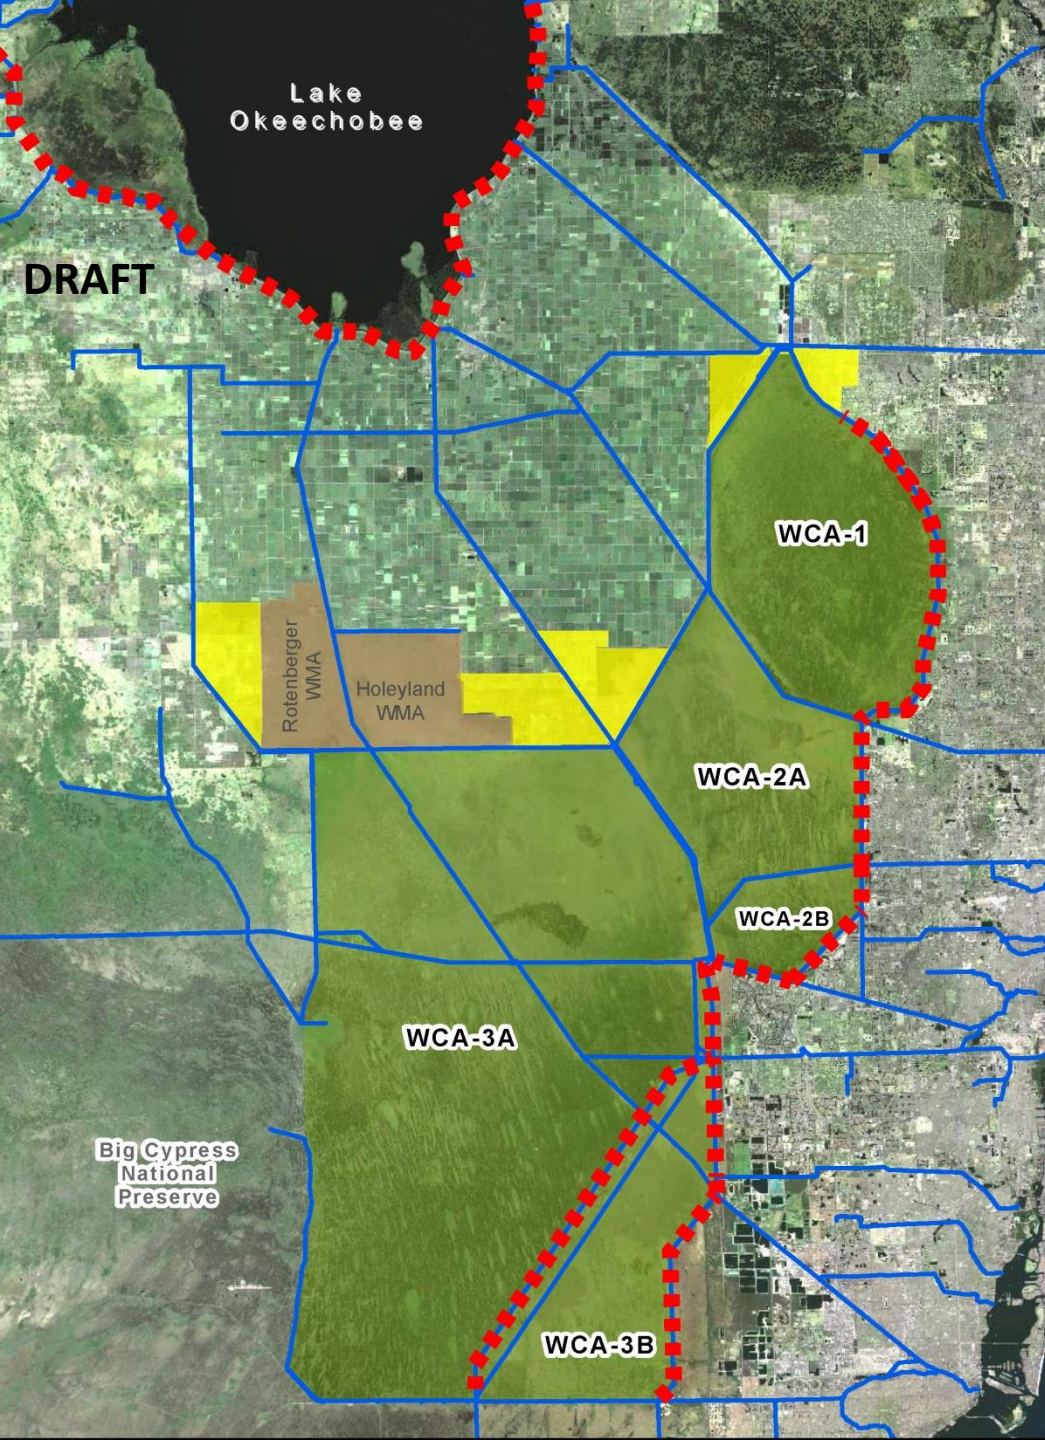 Lake
Okeechobee
DRAFT
WCA-1
Rotenberger
WMA
Holeyland
WMA
WCA-2A
WCA-2B
WCA-3A
Big Cypress
National
Preserve
WCA-3B